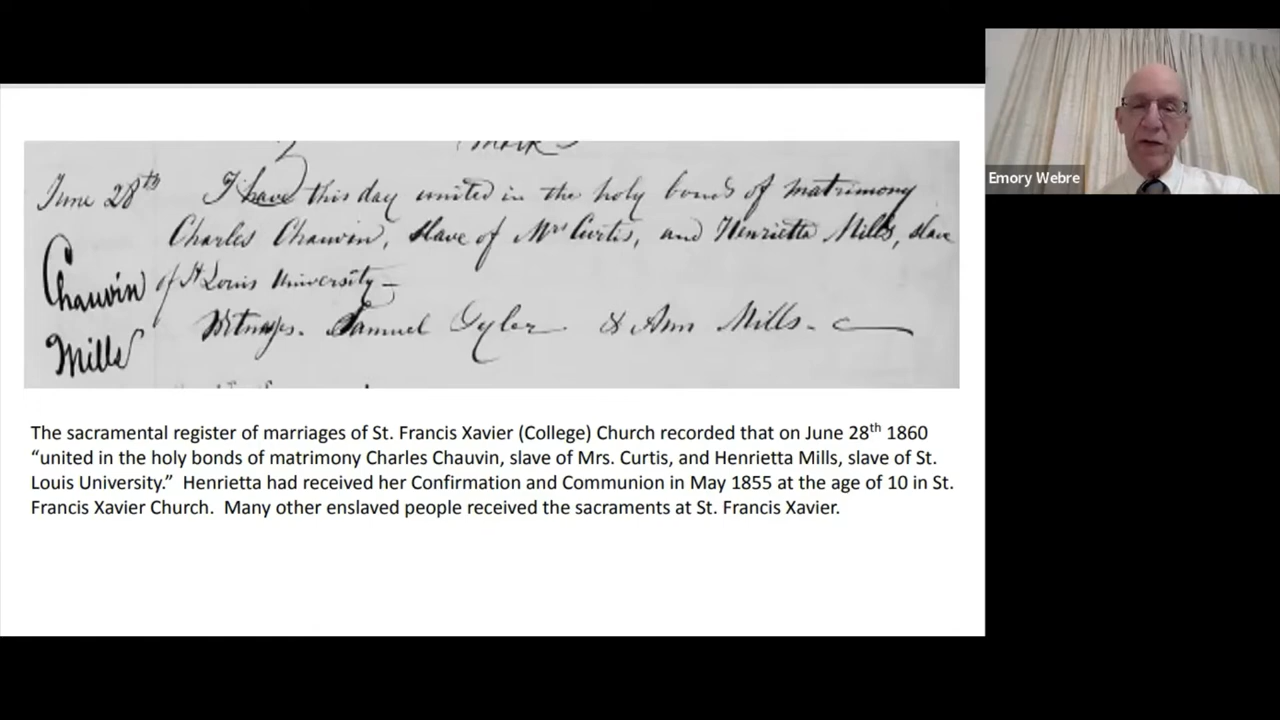 mark
June 28th I have this day united in the holy bonds of matrimony
Charles Chauvin, slave of Mrs Curtis, and Henrietta Mills, slave
of St Louis University—
Chauvin
Mills
Witnesses. Samuel Tyler & Ann Mills.
The sacramental register of marriages of St. Francis Xavier (College) Church recorded that on June 28th 1860
“united in the holy bonds of matrimony Charles Chauvin, slave of Mrs. Curtis, and Henrietta Mills, slave of St.
Louis University.” Henrietta had received her Confirmation and Communion in May 1855 at the age of 10 in St.
Francis Xavier Church. Many other enslaved people received the sacraments at St. Francis Xavier.
Emory Webre